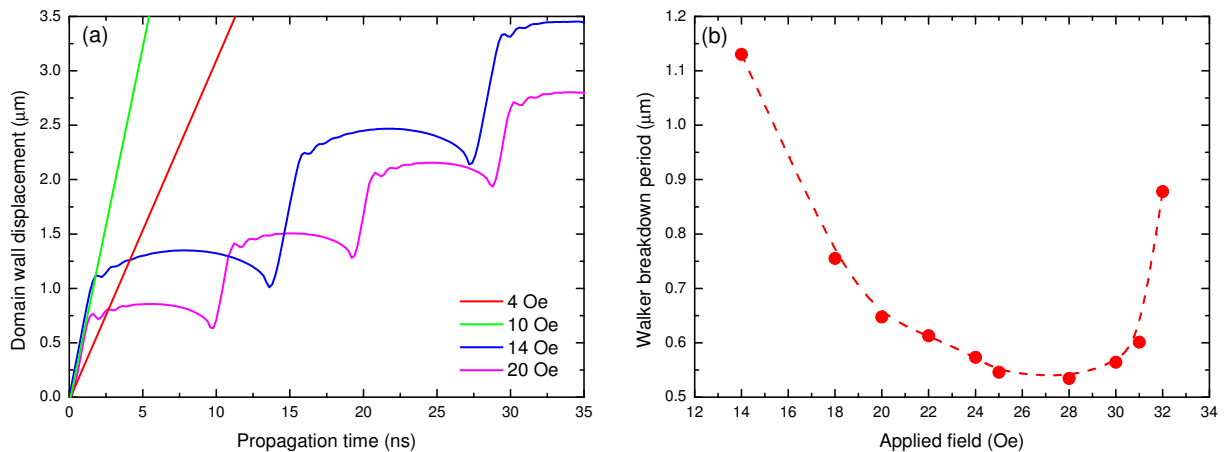 (a)
3.5
3.0
2.5
2.0
1.5
1.0
0.5
0.0
Domain wall displacement (μm)
4 Oe
10 Oe
14 Oe
20 Oe
0 5 10 15 20 25 30 35
Propagation time (ns)
(b)
1.2
1.1
1.0
0.9
0.8
0.7
0.6
0.5
Walker breakdown period (μm)
12 14 16 18 20 22 24 26 28 30 32 34
Applied field (Oe)